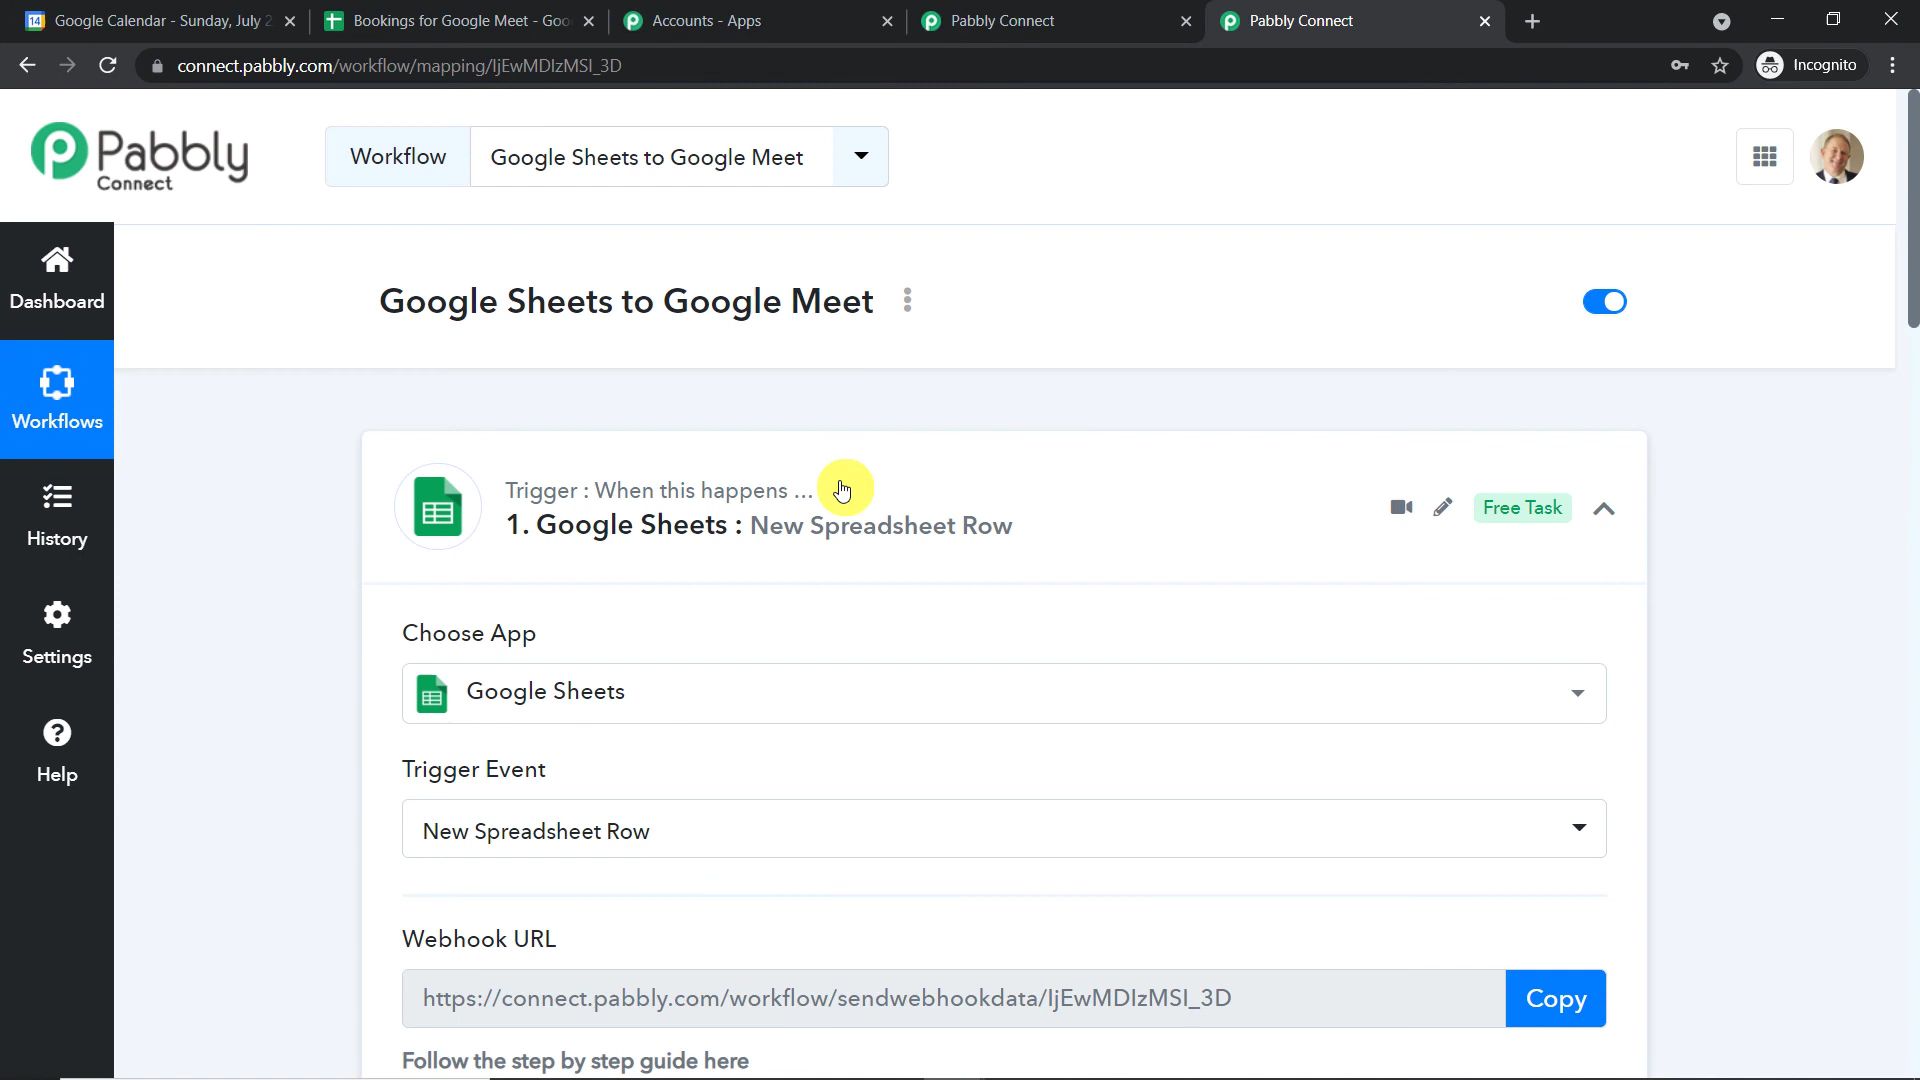 Google Calendar - Sunday, July 2
Bookings for Google Meet - Goo
Accounts - Apps
Pabbly Connect
Pabbly Connect
connect.pabbly.com/workflow/mapping/IjEwMDIzMSI_3D
Incognito
Pabbly
Connect
Workflow
Google Sheets to Google Meet
Dashboard
Workflows
History
Settings
Help
Google Sheets to Google Meet
Trigger : When this happens ...
1. Google Sheets : New Spreadsheet Row
Free Task
Choose App
Google Sheets
Trigger Event
New Spreadsheet Row
Webhook URL
https://connect.pabbly.com/workflow/sendwebhookdata/IjEwMDIzMSI_3D
Copy
Follow the step by step guide here